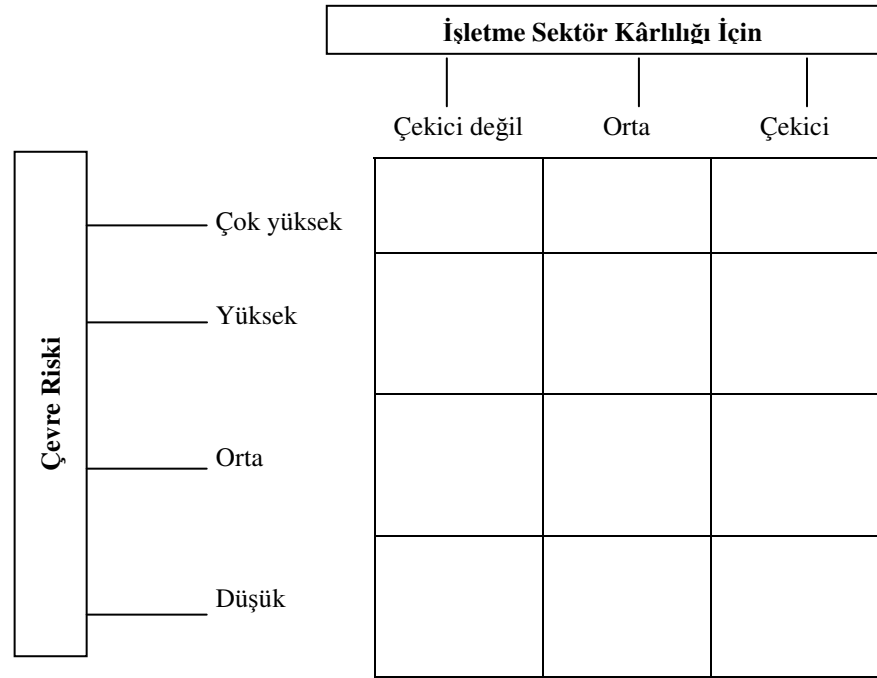 İşletme Sektör Kârlılığı İçin
Çekici değil Orta Çekici
Çok yüksek
Yüksek
Çevre Riski
Orta
Düşük